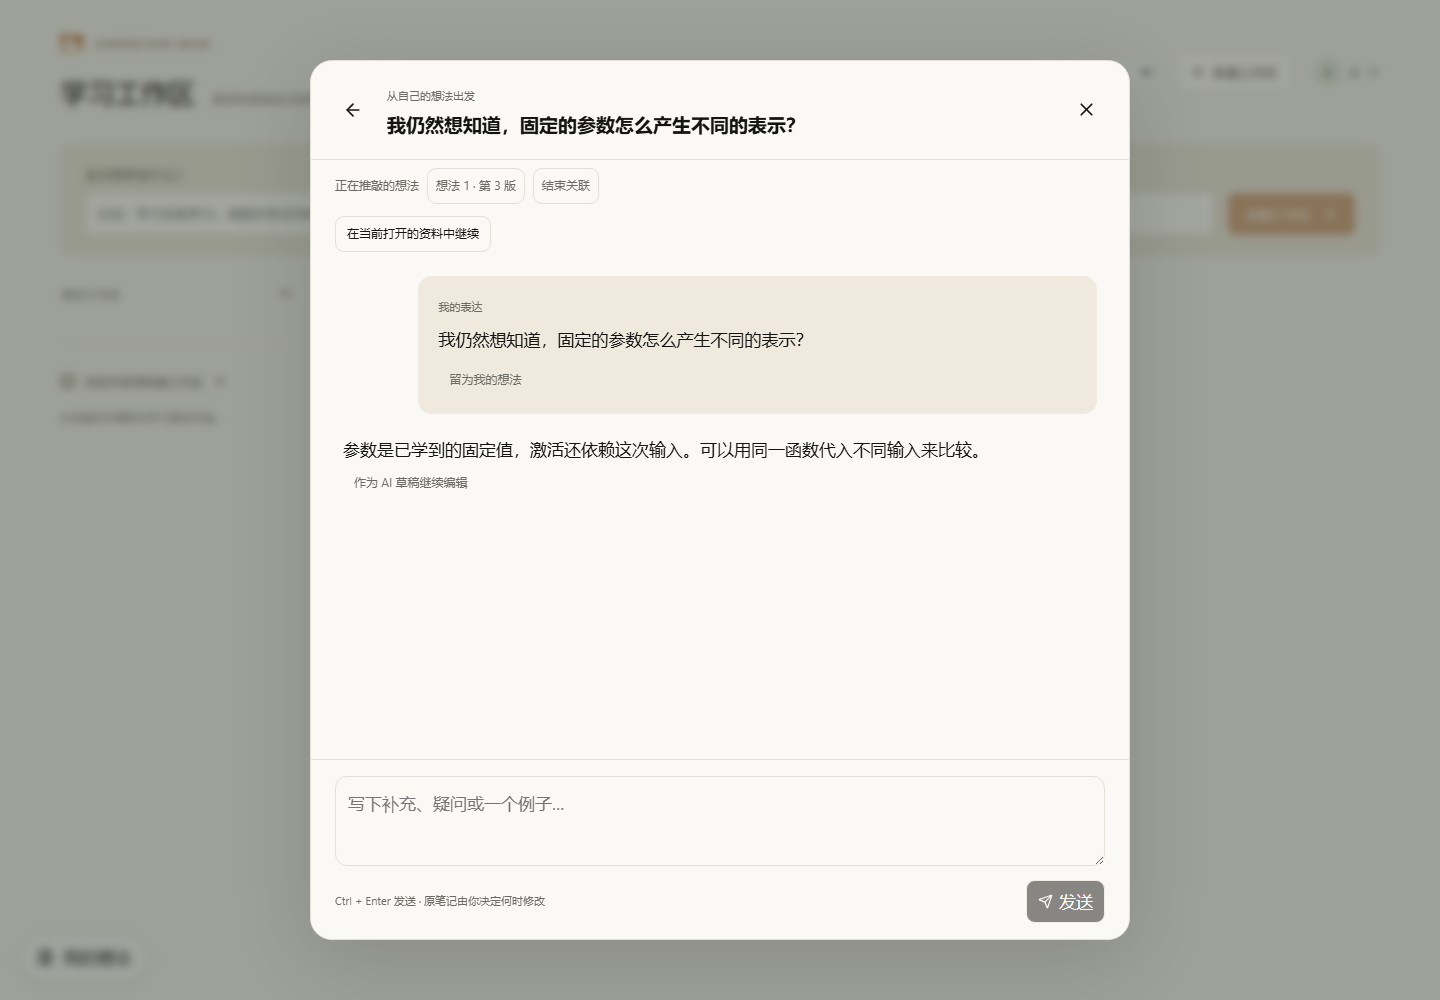 学习工作区
从自己的想法出发
我仍然想知道，固定的参数怎么产生不同的表示？
正在推敲的想法 想法 1 · 第 3 版 结束关联
在当前打开的资料中继续
我的表达
我仍然想知道，固定的参数怎么产生不同的表示？
留为我的想法
参数是已学到的固定值，激活还依赖这次输入。可以用同一函数代入不同输入来比较。
作为 AI 草稿继续编辑
写下补充、疑问或一个例子...
Ctrl + Enter 发送 · 原笔记由你决定何时修改
发送
我的想法